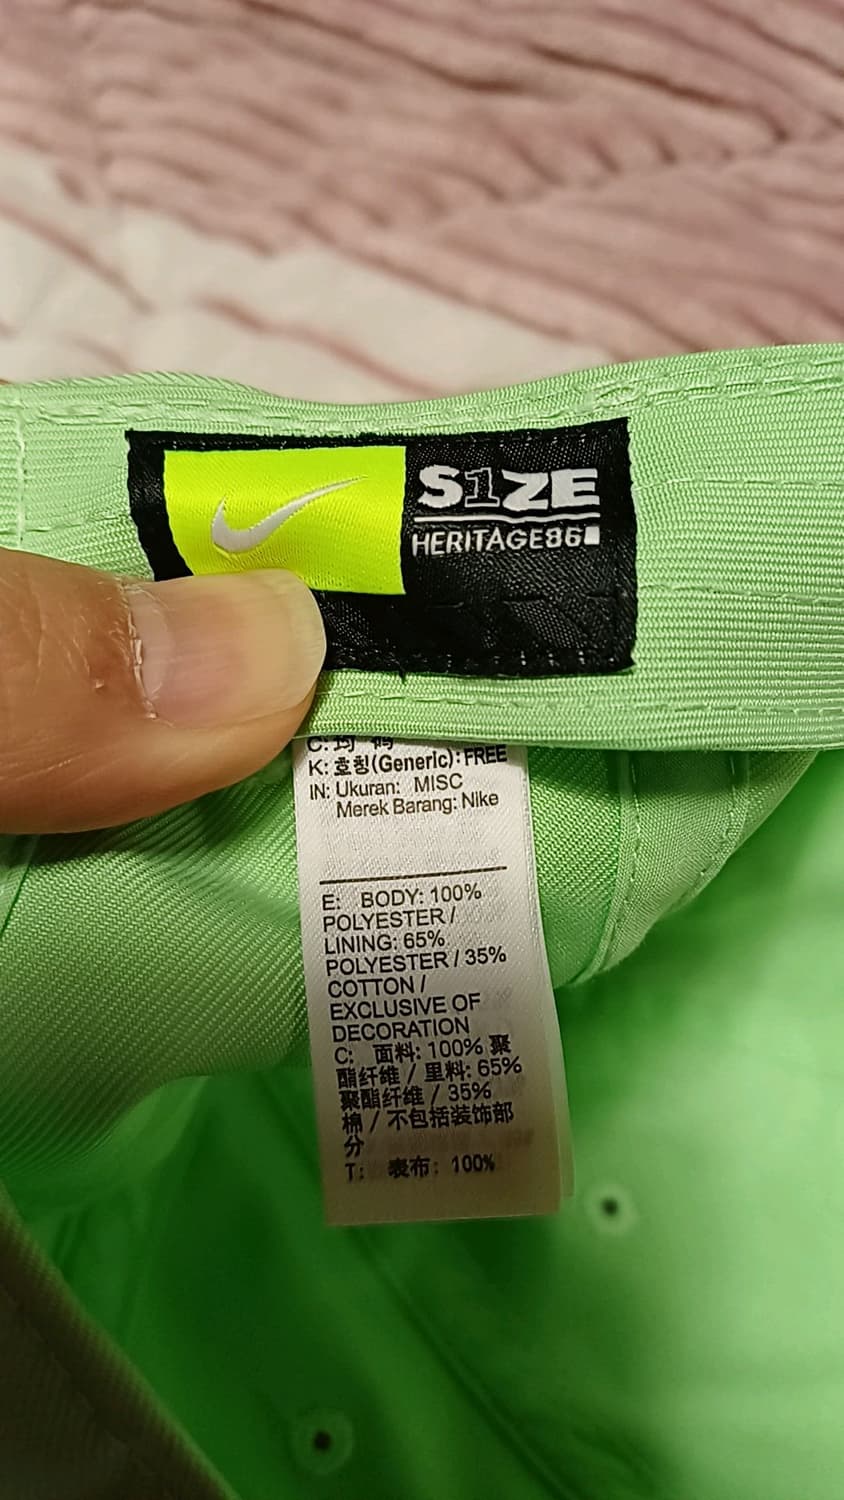 S1ZE
HERITAGE86
C: 均 码
K: 호칭(Generic): FREE
IN: Ukuran: MISC
Merek Barang: Nike
E: BODY: 100%
POLYESTER /
LINING: 65%
POLYESTER / 35%
COTTON /
EXCLUSIVE OF
DECORATION
C: 面料: 100% 聚
酯纤维 / 里料: 65%
聚酯纤维 / 35%
棉 / 不包括装饰部
分
T: 表布: 100%